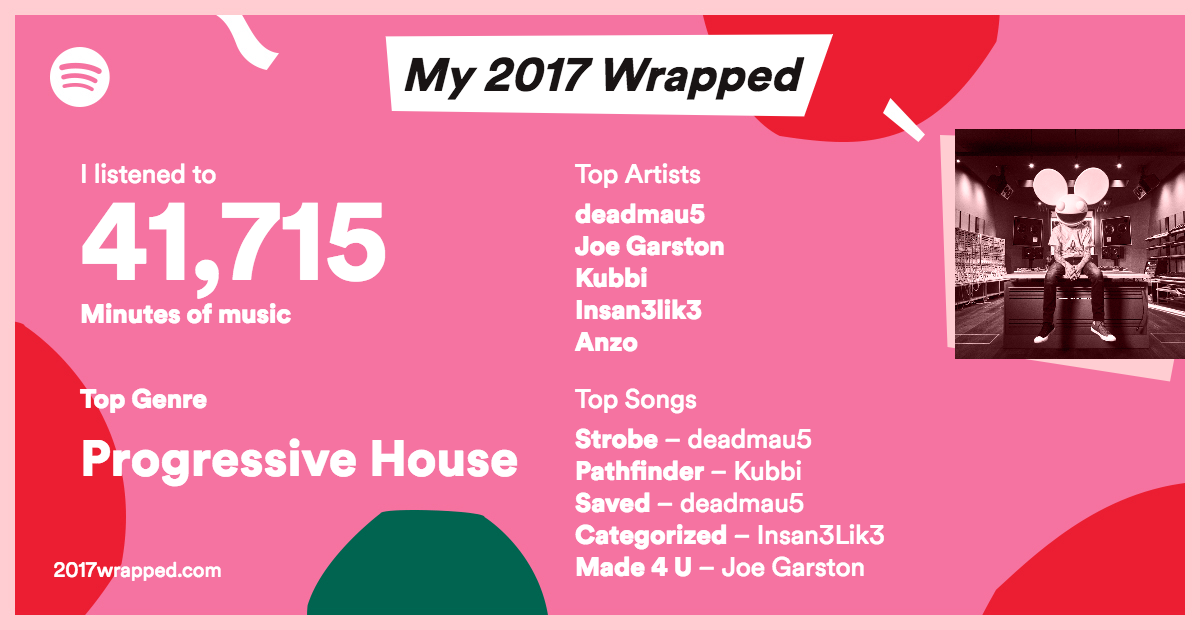 My 2017 Wrapped
I listened to
41,715
Minutes of music
Top Genre
Progressive House
2017wrapped.com
Top Artists
deadmau5
Joe Garston
Kubbi
Insan3lik3
Anzo
Top Songs
Strobe – deadmau5
Pathfinder – Kubbi
Saved – deadmau5
Categorized – Insan3Lik3
Made 4 U – Joe Garston